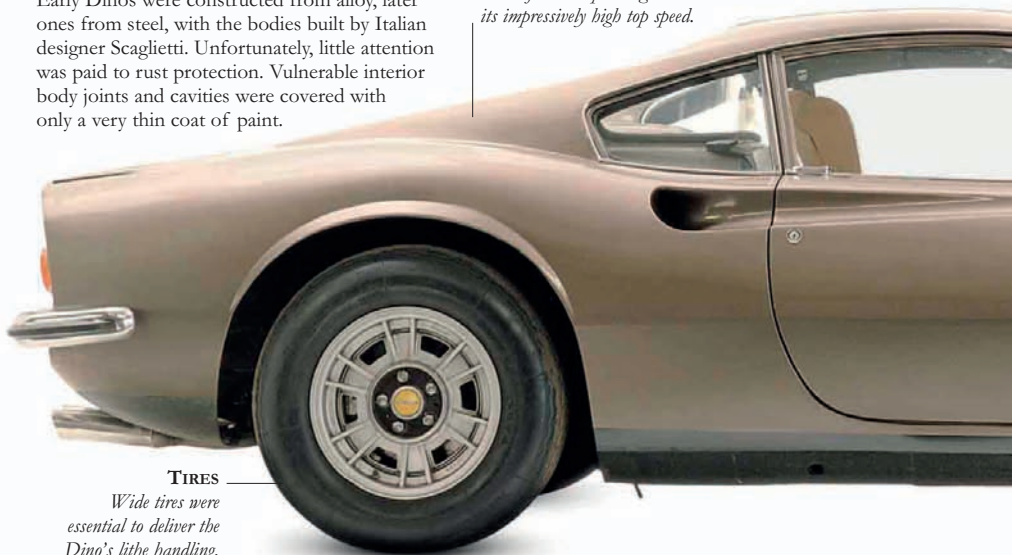 Early Dinos were constructed from alloy, later
ones from steel, with the bodies built by Italian
designer Scaglietti. Unfortunately, little attention
was paid to rust protection. Vulnerable interior
body joints and cavities were covered with
only a very thin coat of paint.
its impressively high top speed.
TIRES
Wide tires were
essential to deliver the
Dino's lithe handling.